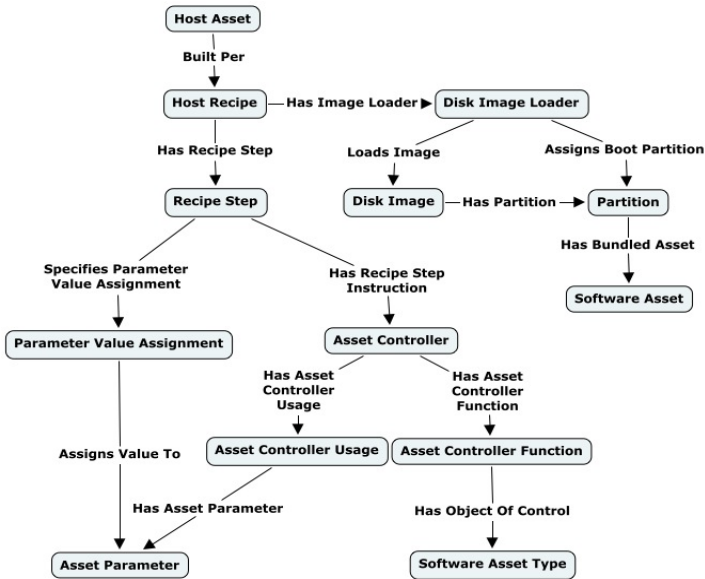 Host Asset
Built Per
Host Recipe
Has Image Loader
Disk Image Loader
Has Recipe Step
Loads Image
Assigns Boot Partition
Recipe Step
Disk Image
Has Partition
Partition
Has Bundled Asset
Specifies Parameter
Value Assignment
Has Recipe Step
Instruction
Software Asset
Parameter Value Assignment
Asset Controller
Has Asset
Controller
Usage
Has Asset
Controller
Function
Assigns Value To
Asset Controller Usage
Asset Controller Function
Has Asset Parameter
Has Object Of Control
Asset Parameter
Software Asset Type